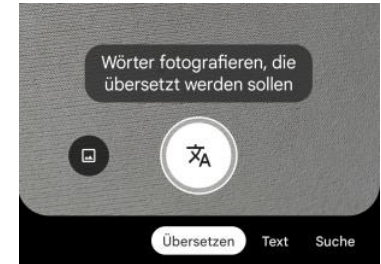 Wörter fotografieren, die
übersetzt werden sollen
Übersetzen Text Suche